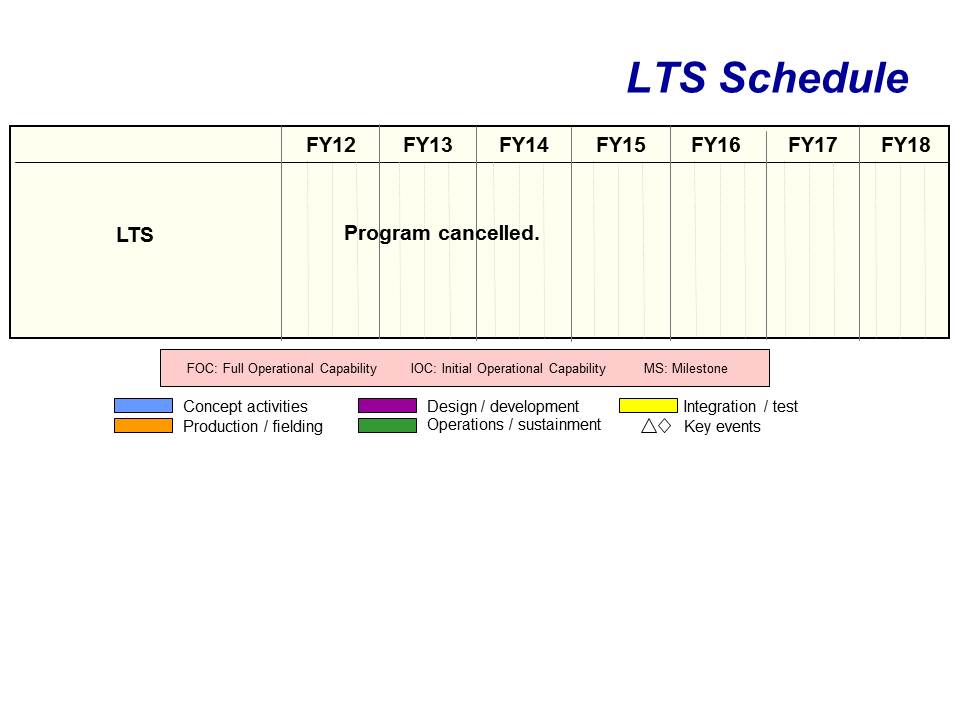 LTS Schedule
FY12 FY13 FY14 FY15 FY16 FY17 FY18
LTS Program cancelled.
FOC: Full Operational Capability IOC: Initial Operational Capability MS: Milestone
Concept activities Design / development Integration / test
Production / fielding Operations / sustainment Key events